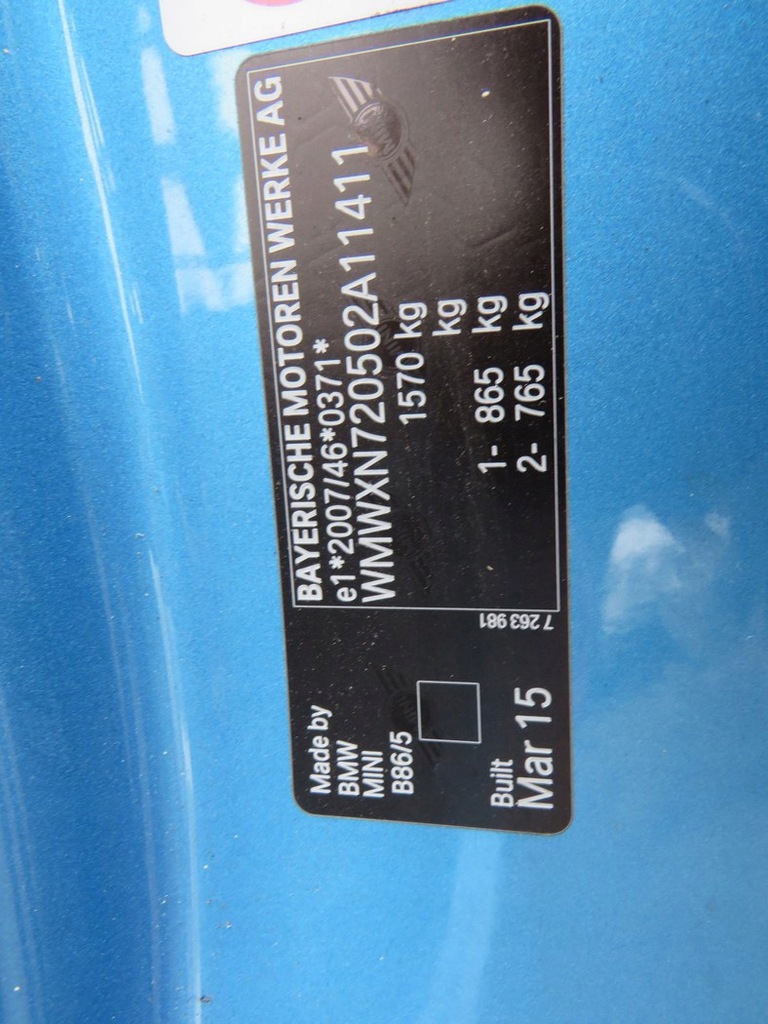 BAYERISCHE MOTOREN WERKE AG
e1*2007/46*0371*
WMWXN720502A11411
1570 kg
kg
1- 865 kg
2- 765 kg
7 263 981
Made by
BMW
MINI
B86/5
Built
Mar 15